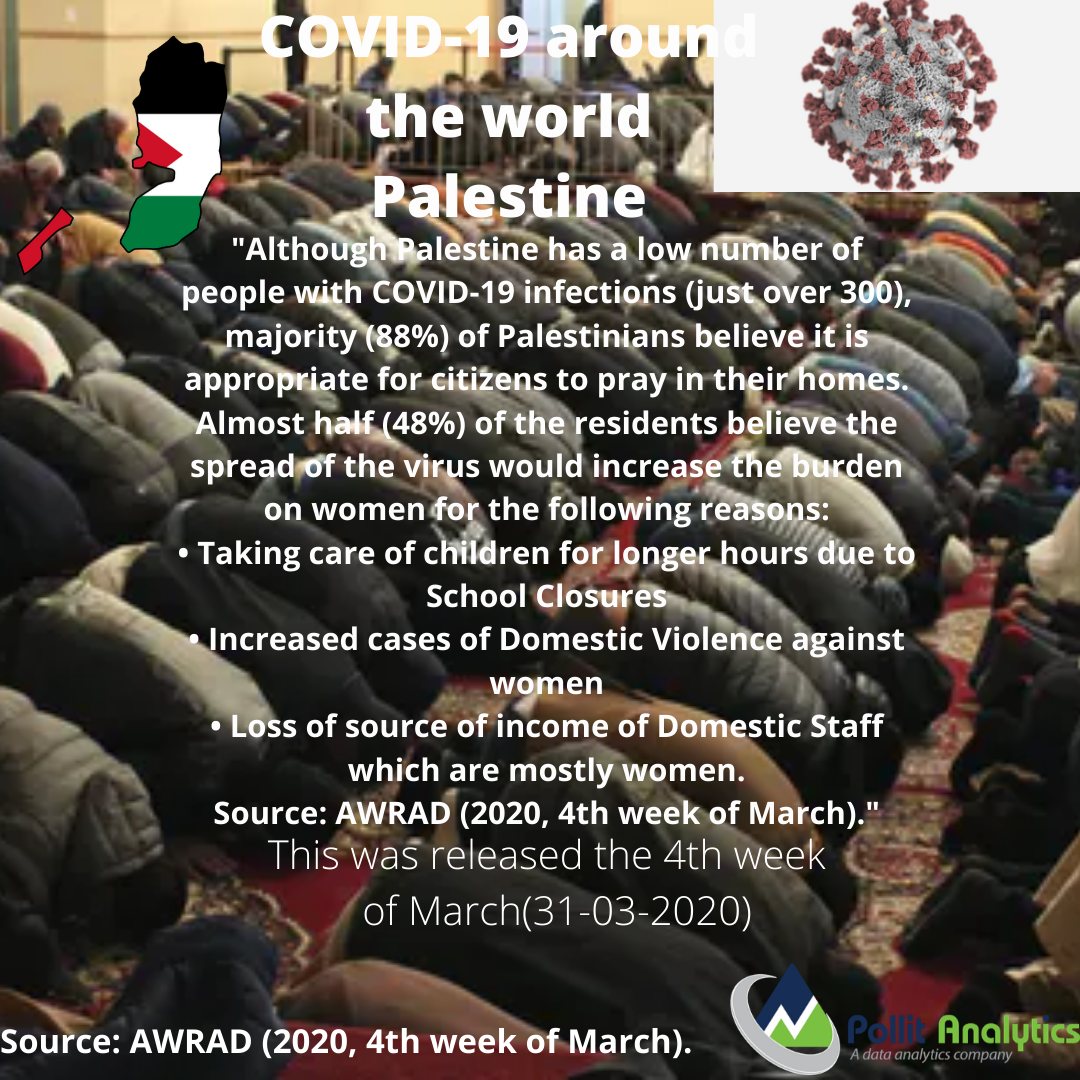 COVID-19 around
the world
Palestine
"Although Palestine has a low number of
people with COVID-19 infections (just over 300),
majority (88%) of Palestinians believe it is
appropriate for citizens to pray in their homes.
Almost half (48%) of the residents believe the
spread of the virus would increase the burden
on women for the following reasons:
• Taking care of children for longer hours due to
School Closures
• Increased cases of Domestic Violence against
women
• Loss of source of income of Domestic Staff
which are mostly women.
Source: AWRAD (2020, 4th week of March)."
This was released the 4th week
of March(31-03-2020)
Source: AWRAD (2020, 4th week of March).
Pollit Analytics
A data analytics company